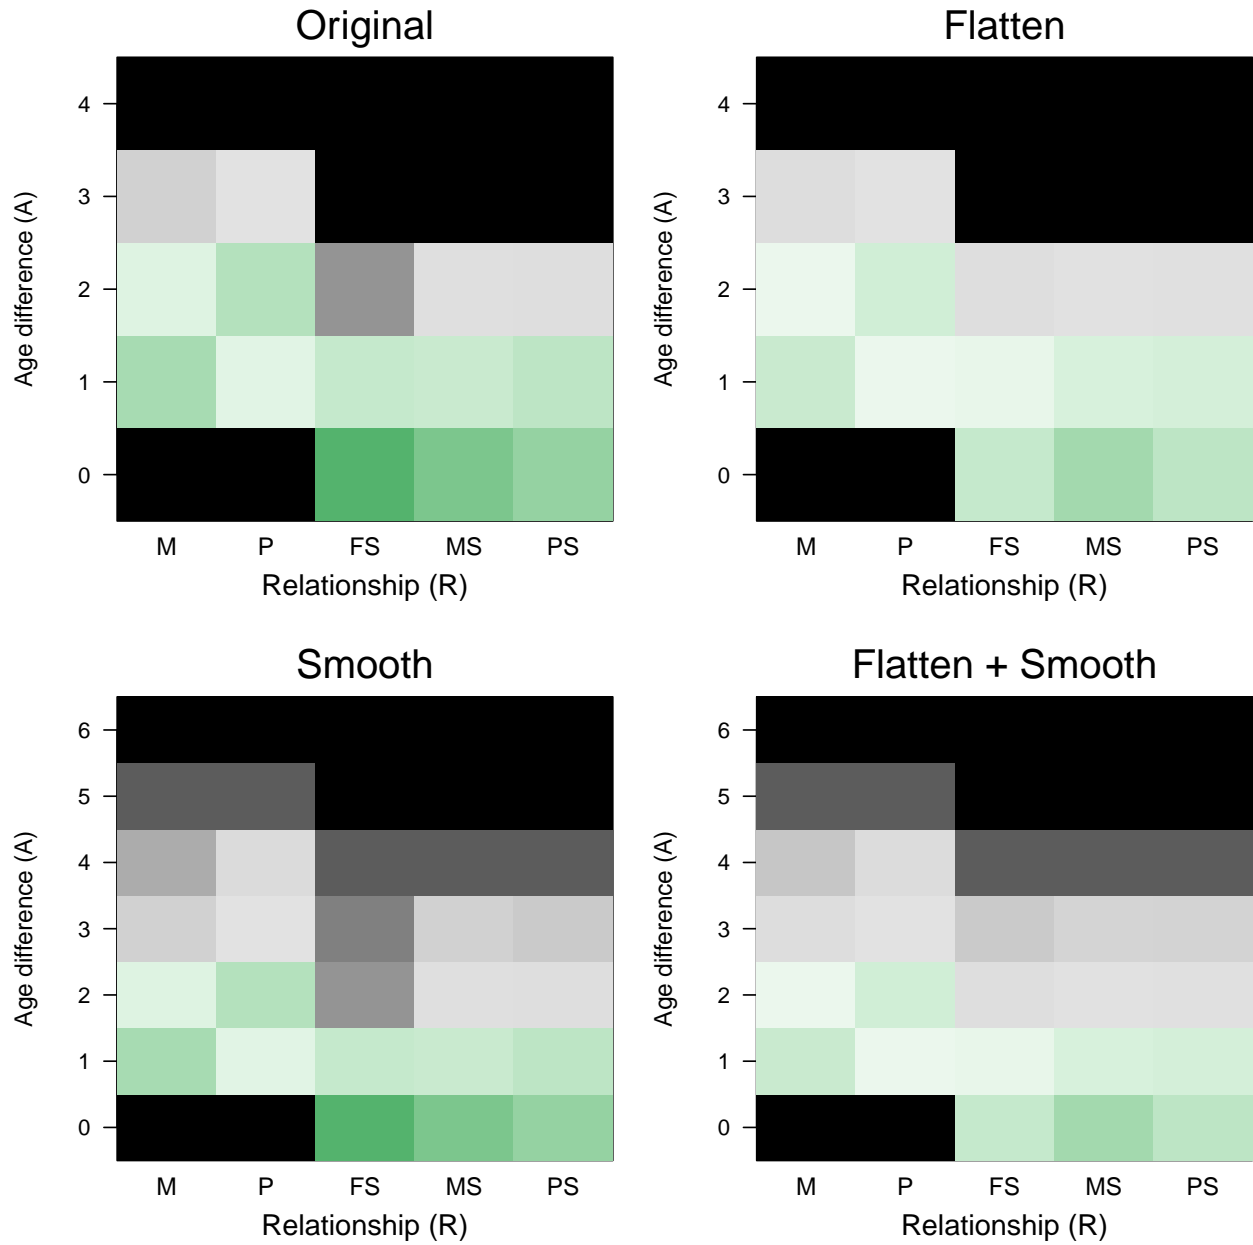 Original
Age difference (A)
4
3
2
1
0
M P FS MS PS
Relationship (R)
Flatten
Age difference (A)
4
3
2
1
0
M P FS MS PS
Relationship (R)
Smooth
Age difference (A)
6
5
4
3
2
1
0
M P FS MS PS
Relationship (R)
Flatten + Smooth
Age difference (A)
6
5
4
3
2
1
0
M P FS MS PS
Relationship (R)